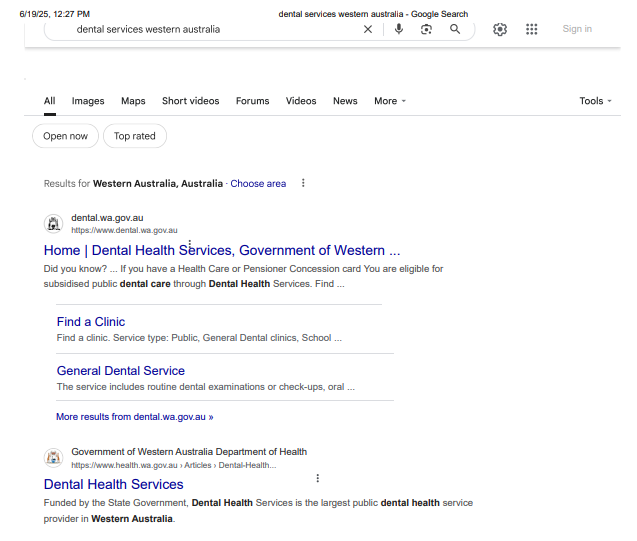 6/19/25, 12:27 PM dental services western australia - Google Search
dental services western australia Sign in
All Images Maps Short videos Forums Videos News More Tools
Open now Top rated
Results for Western Australia, Australia · Choose area
dental.wa.gov.au
https://www.dental.wa.gov.au
Home | Dental Health Services, Government of Western ...
Did you know? ... If you have a Health Care or Pensioner Concession card You are eligible for
subsidised public dental care through Dental Health Services. Find ...
Find a Clinic
Find a clinic. Service type: Public, General Dental clinics, School ...
General Dental Service
The service includes routine dental examinations or check-ups, oral ...
More results from dental.wa.gov.au »
Government of Western Australia Department of Health
https://www.health.wa.gov.au › Articles › Dental-Health...
Dental Health Services
Funded by the State Government, Dental Health Services is the largest public dental health service
provider in Western Australia.